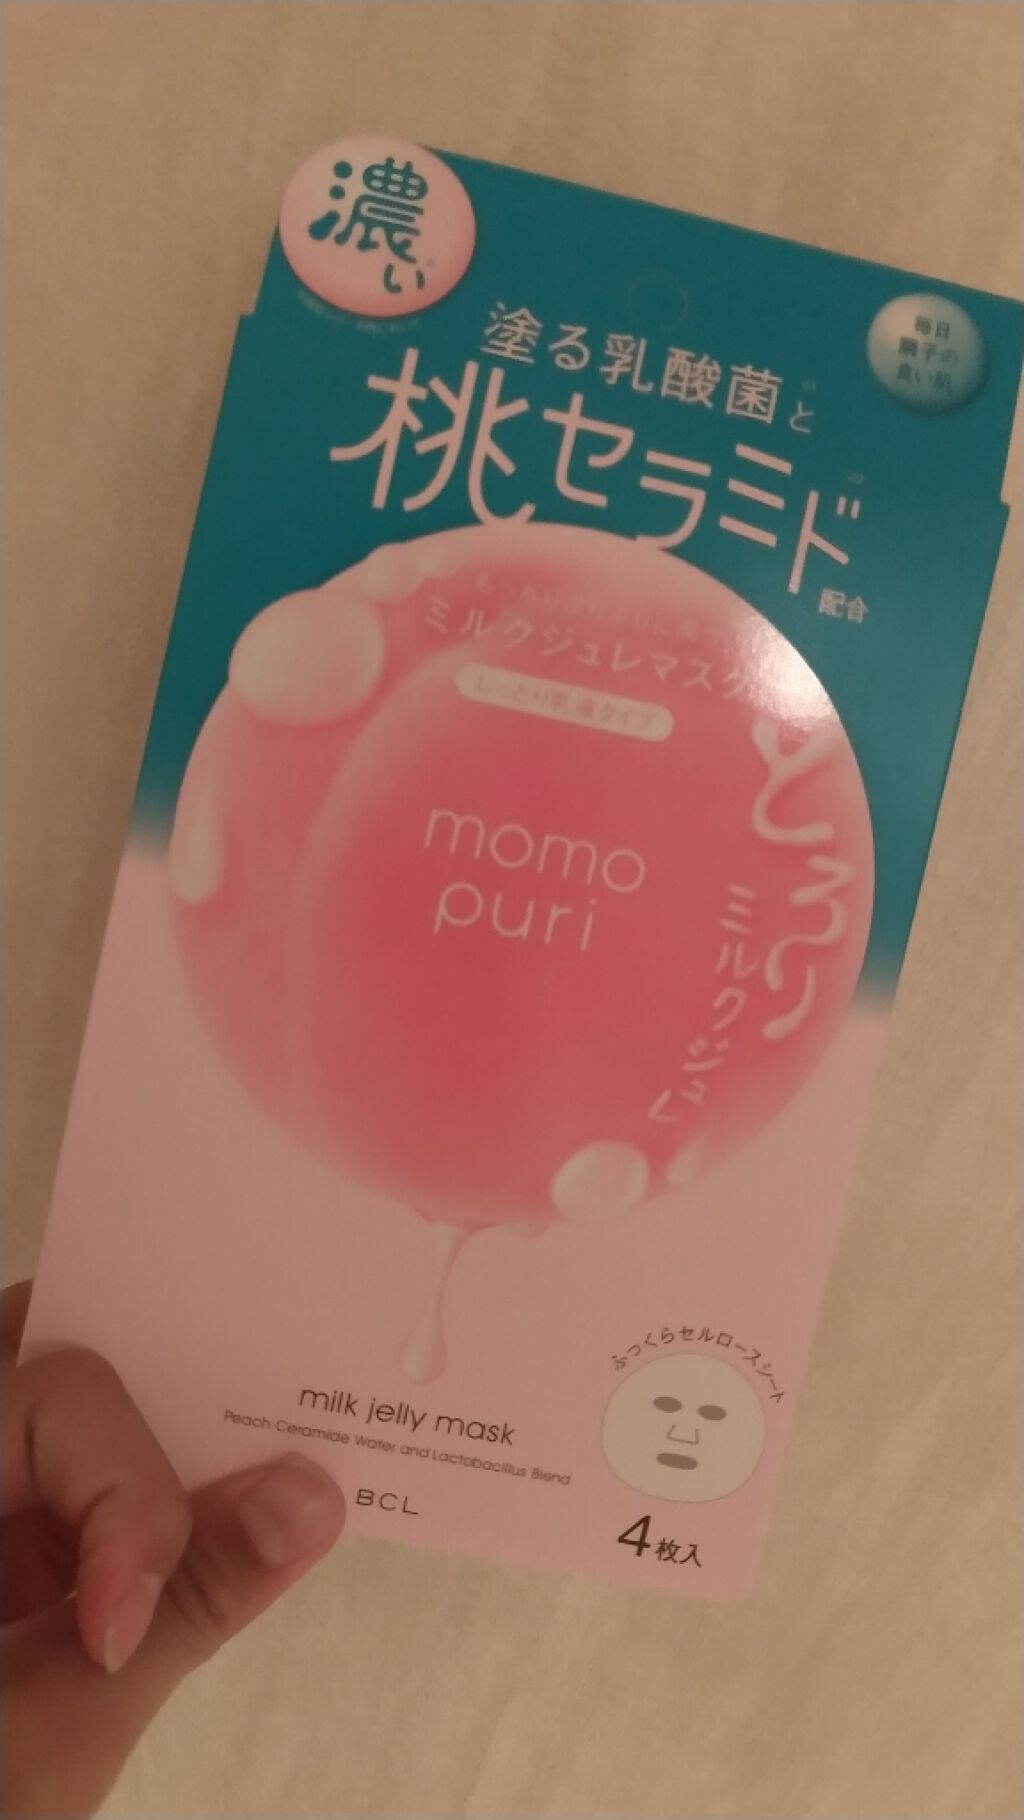 濃い
毎日
調子の
良い肌
塗る乳酸菌と
桃セラミド
配合
ミルクジュレマスク
しっとり乳液タイプ
とろ〜り
ミルクジュレ
momo
puri
ふっくらセルロースシート
milk jelly mask
Peach Ceramide Water and Lactobacillus Blend
BCL
4枚入